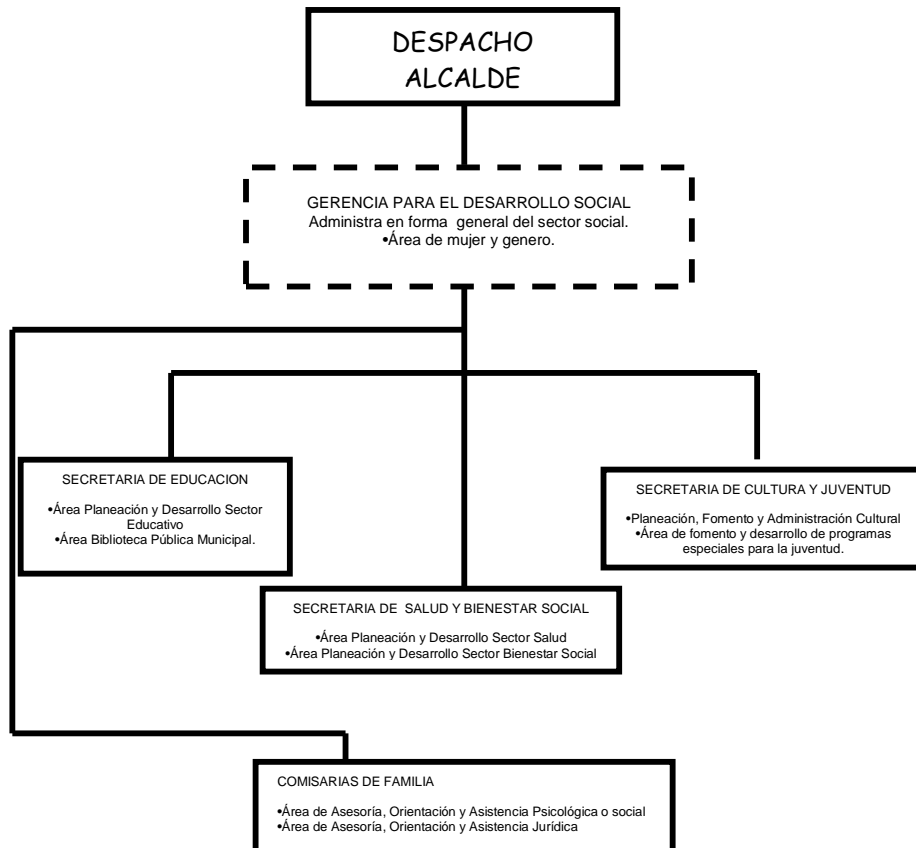 DESPACHO
ALCALDE
GERENCIA PARA EL DESARROLLO SOCIAL
Administra en forma general del sector social.
•Área de mujer y genero.
SECRETARIA DE EDUCACION
•Área Planeación y Desarrollo Sector
Educativo
•Área Biblioteca Pública Municipal.
SECRETARIA DE CULTURA Y JUVENTUD
•Planeación, Fomento y Administración Cultural
•Área de fomento y desarrollo de programas
especiales para la juventud.
SECRETARIA DE SALUD Y BIENESTAR SOCIAL
•Área Planeación y Desarrollo Sector Salud
•Área Planeación y Desarrollo Sector Bienestar Social
COMISARIAS DE FAMILIA
•Área de Asesoría, Orientación y Asistencia Psicológica o social
•Área de Asesoría, Orientación y Asistencia Jurídica